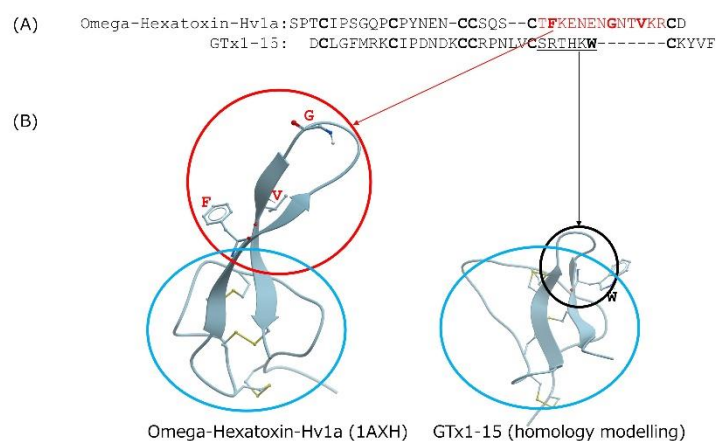 (A) Omega-Hexatoxin-Hv1a:SPTCIPSGQPCPYNEN-CCSQS--CTFKENENGNTVKRCD
GTx1-15: DCLGFMRKCIPDNDKCCRPNLVCSRTHKW-------CKYVF
(B)
G
F
V
W
Omega-Hexatoxin-Hv1a (1AXH) GTx1-15 (homology modelling)